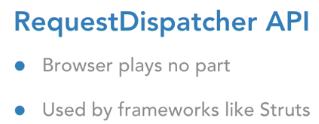 RequestDispatcher API
Browser plays no part
Used by frameworks like Struts